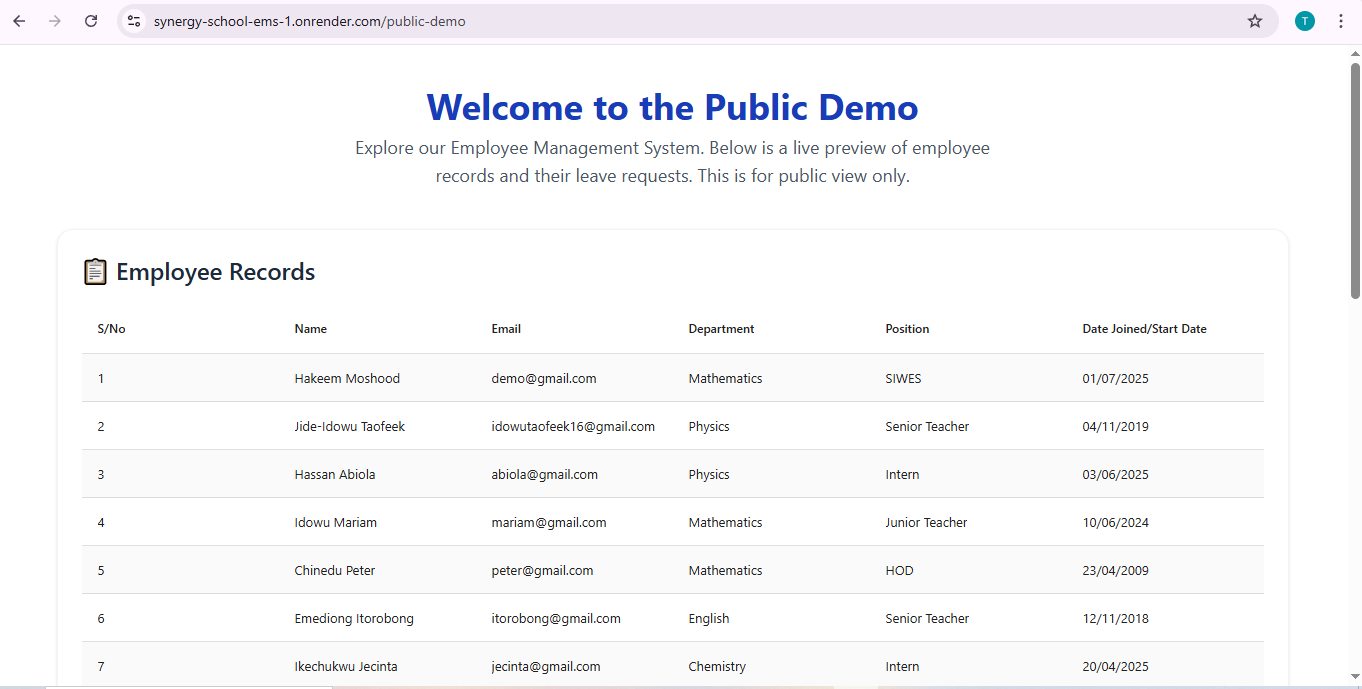 synergy-school-ems-1.onrender.com/public-demo
T
Welcome to the Public Demo
Explore our Employee Management System. Below is a live preview of employee
records and their leave requests. This is for public view only.
Employee Records
S/No Name Email Department Position Date Joined/Start Date
1 Hakeem Moshood demo@gmail.com Mathematics SIWES 01/07/2025
2 Jide-Idowu Taofeek idowutaofeek16@gmail.com Physics Senior Teacher 04/11/2019
3 Hassan Abiola abiola@gmail.com Physics Intern 03/06/2025
4 Idowu Mariam mariam@gmail.com Mathematics Junior Teacher 10/06/2024
5 Chinedu Peter peter@gmail.com Mathematics HOD 23/04/2009
6 Emediong Itorobong itorobong@gmail.com English Senior Teacher 12/11/2018
7 Ikechukwu Jecinta jecinta@gmail.com Chemistry Intern 20/04/2025